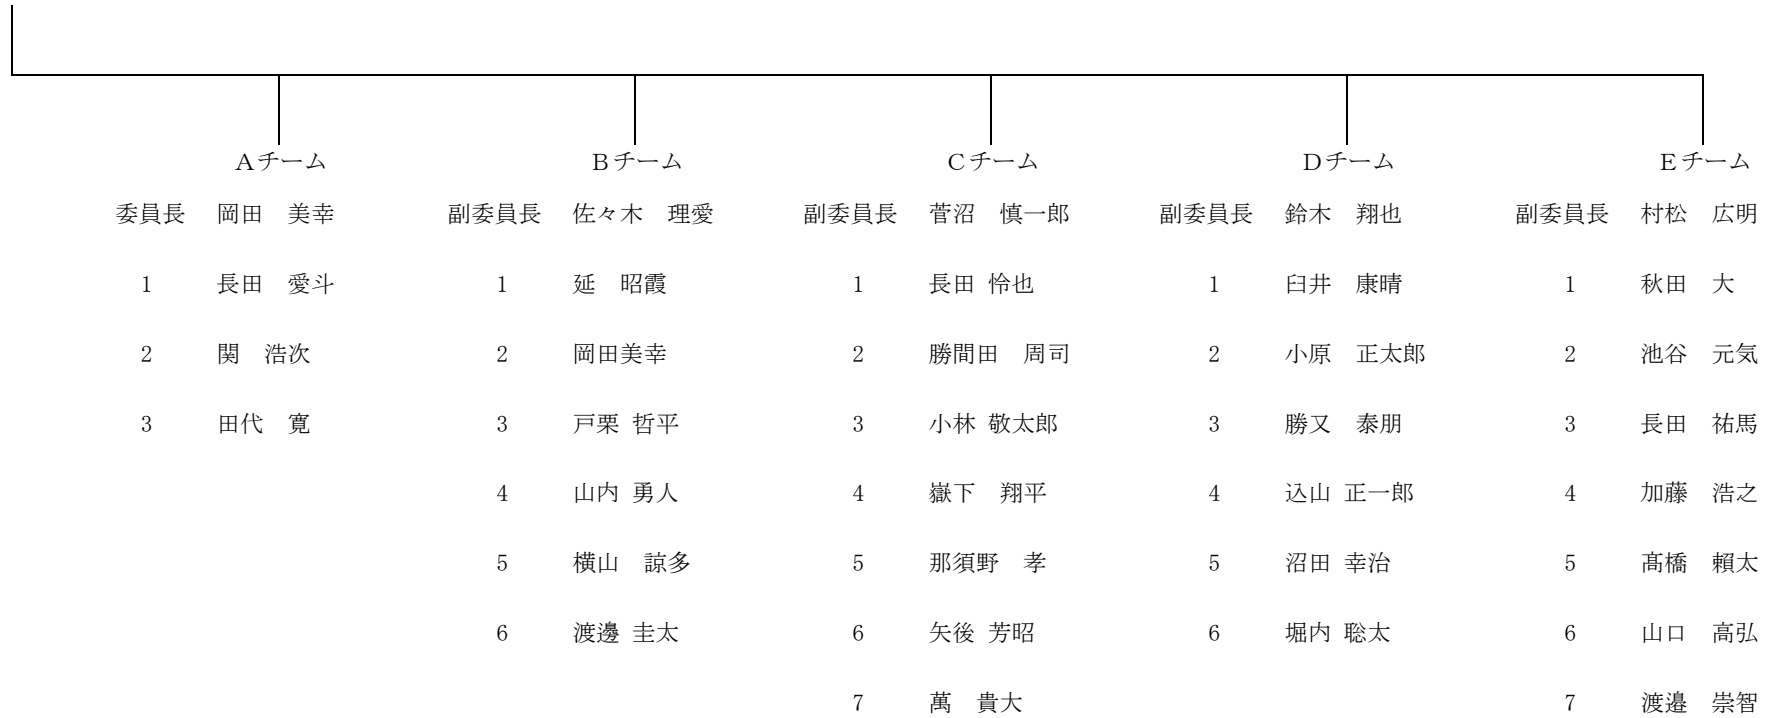 Aチーム　Bチーム　Cチーム　Dチーム　Eチーム
委員長　岡田　美幸　副委員長　佐々木　理愛　副委員長　菅沼　慎一郎　副委員長　鈴木　翔也　副委員長　村松　広明
1　長田　愛斗　1　延　昭霞　1　長田 怜也　1　臼井　康晴　1　秋田　大
2　関　浩次　2　岡田美幸　2　勝間田　周司　2　小原　正太郎　2　池谷　元気
3　田代　寛　3　戸栗 哲平　3　小林 敬太郎　3　勝又　泰朋　3　長田　祐馬
4　山内 勇人　4　嶽下　翔平　4　込山 正一郎　4　加藤　浩之
5　横山　諒多　5　那須野　孝　5　沼田 幸治　5　髙橋　頼太
6　渡邊 圭太　6　矢後 芳昭　6　堀内 聡太　6　山口　高弘
7　萬　貴大　7　渡邉　崇智